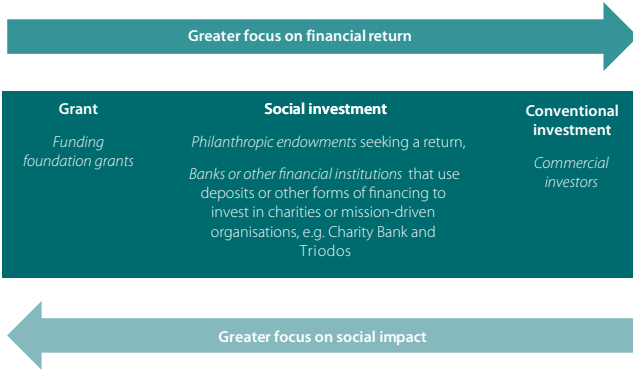 Greater focus on financial return
Grant
Funding
foundation grants
Social investment
Philanthropic endowments seeking a return,
Banks or other financial institutions that use
deposits or other forms of financing to
invest in charities or mission-driven
organisations, e.g. Charity Bank and
Triodos
Conventional
investment
Commercial
investors
Greater focus on social impact